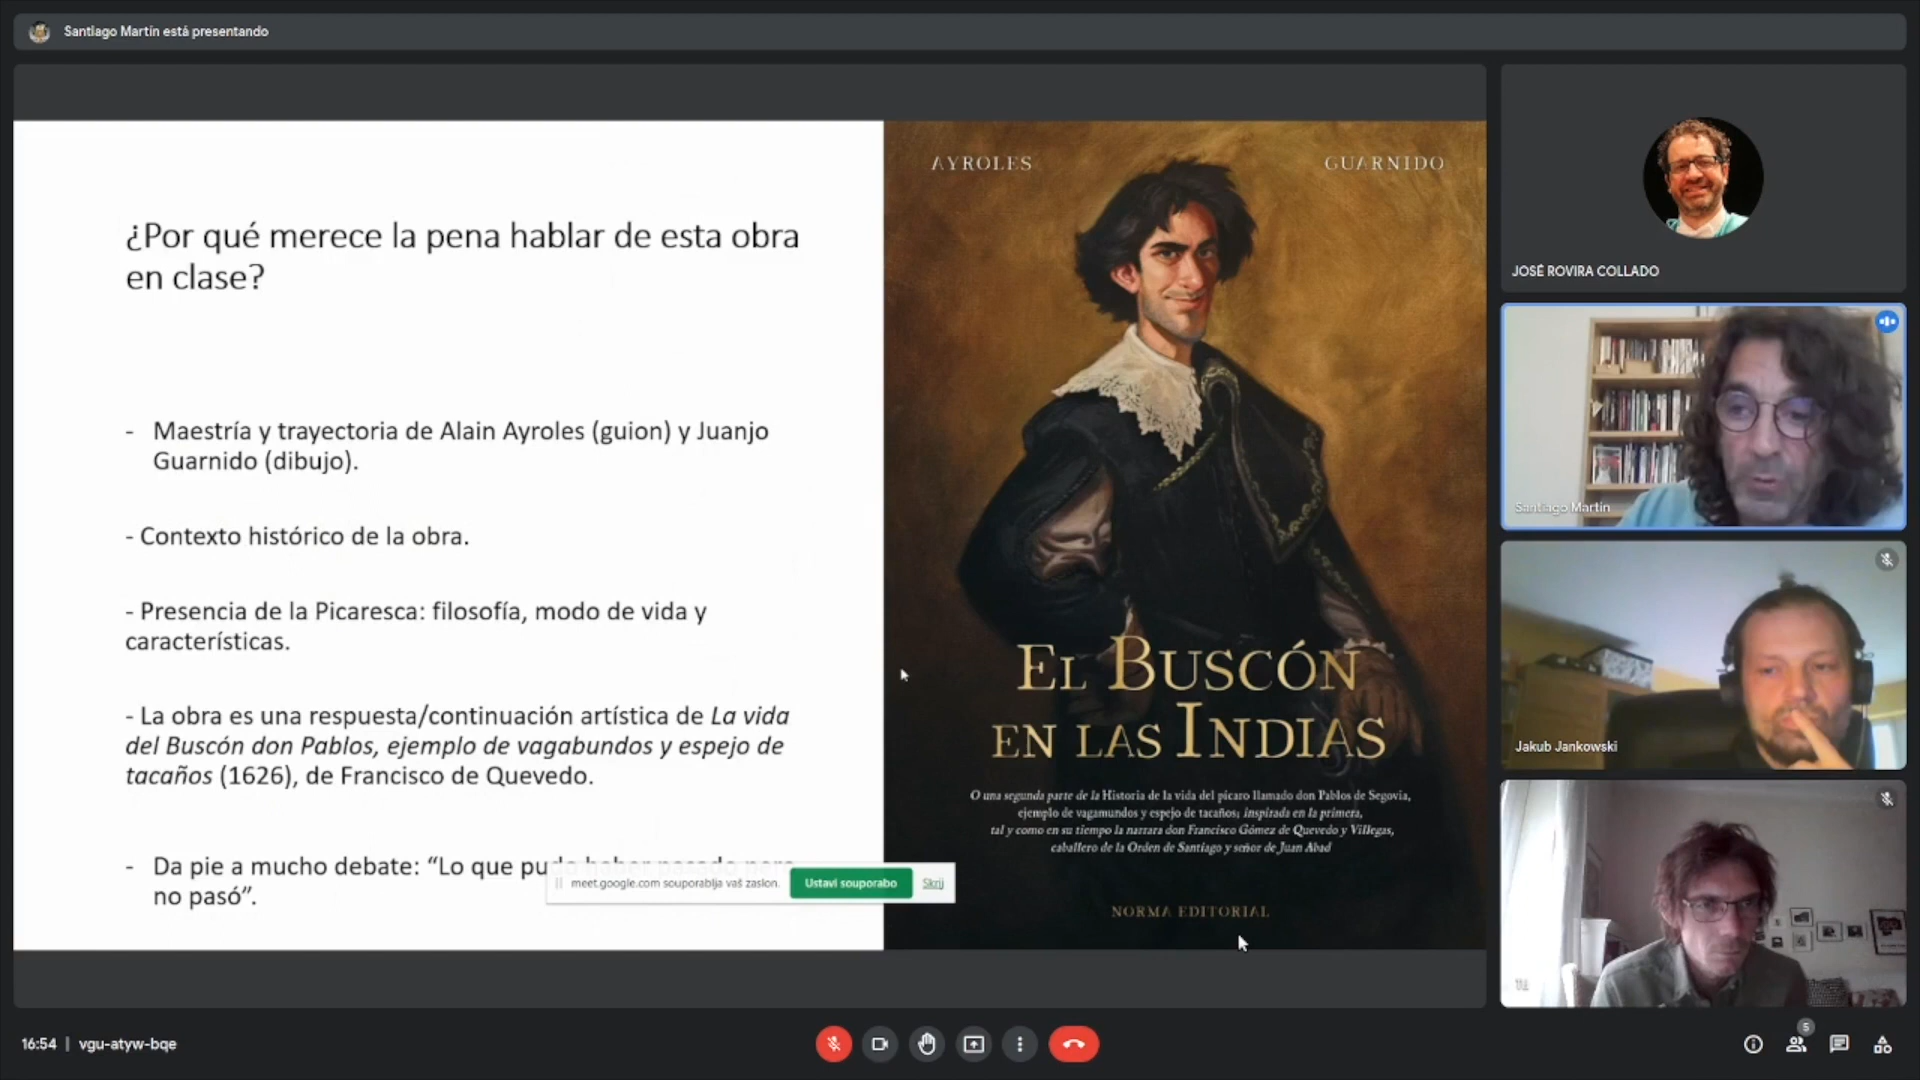 Santiago Martín está presentando
¿Por qué merece la pena hablar de esta obra
en clase?
- Maestría y trayectoria de Alain Ayroles (guion) y Juanjo
Guarnido (dibujo).
- Contexto histórico de la obra.
- Presencia de la Picaresca: filosofía, modo de vida y
características.
- La obra es una respuesta/continuación artística de La vida
del Buscón don Pablos, ejemplo de vagabundos y espejo de
tacaños (1626), de Francisco de Quevedo.
- Da pie a mucho debate: “Lo que pudo haber pasado pero
no pasó”.
meet.google.com souporablja vaš zaslon.
Ustavi souporabo
Skrij
AYROLES
GUARNIDO
EL BUSCÓN
EN LAS INDIAS
O una segunda parte de la Historia de la vida del pícaro llamado don Pablos de Segovia,
ejemplo de vagamundos y espejo de tacaños; inspirada en la primera,
tal y como en su tiempo la narrara don Francisco Gómez de Quevedo y Villegas,
caballero de la Orden de Santiago y señor de Juan Abad
NORMA EDITORIAL
JOSÉ ROVIRA COLLADO
Santiago Martín
Jakub Jankowski
16:54 | vgu-atyw-bqe
5